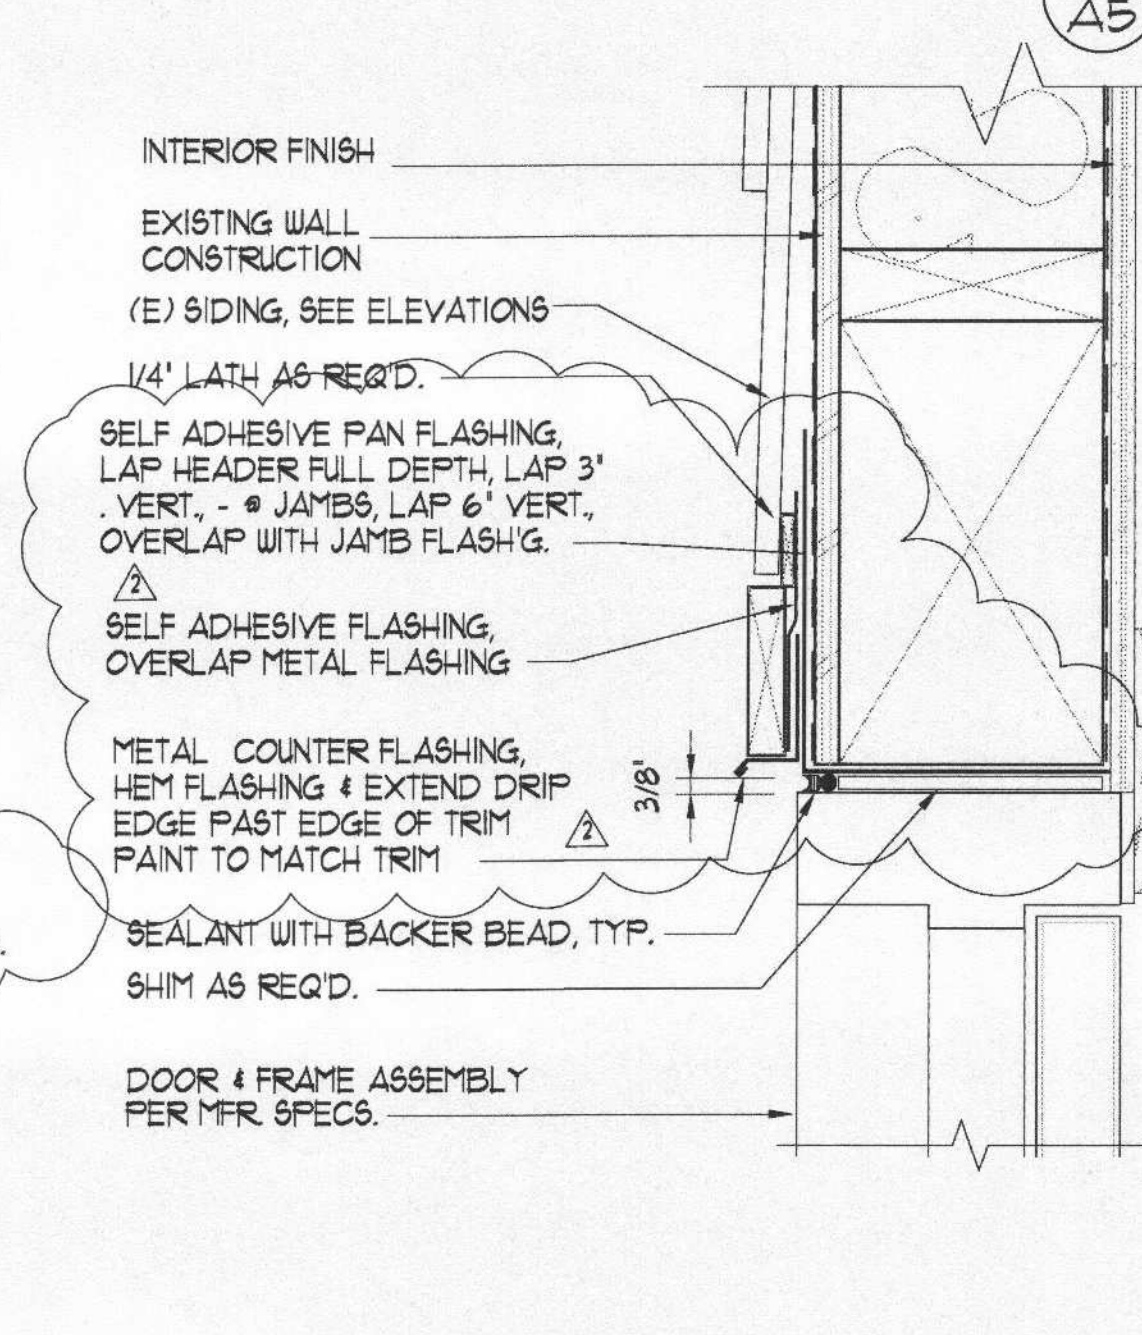 A5
INTERIOR FINISH
EXISTING WALL
CONSTRUCTION
(E) SIDING, SEE ELEVATIONS
1/4" LATH AS REQ'D.
SELF ADHESIVE PAN FLASHING,
LAP HEADER FULL DEPTH, LAP 3"
. VERT., - @ JAMBS, LAP 6" VERT.,
OVERLAP WITH JAMB FLASH'G.
2
SELF ADHESIVE FLASHING,
OVERLAP METAL FLASHING
METAL COUNTER FLASHING,
HEM FLASHING & EXTEND DRIP
EDGE PAST EDGE OF TRIM
PAINT TO MATCH TRIM
2
3/8"
SEALANT WITH BACKER BEAD, TYP.
SHIM AS REQ'D.
DOOR & FRAME ASSEMBLY
PER MFR. SPECS.